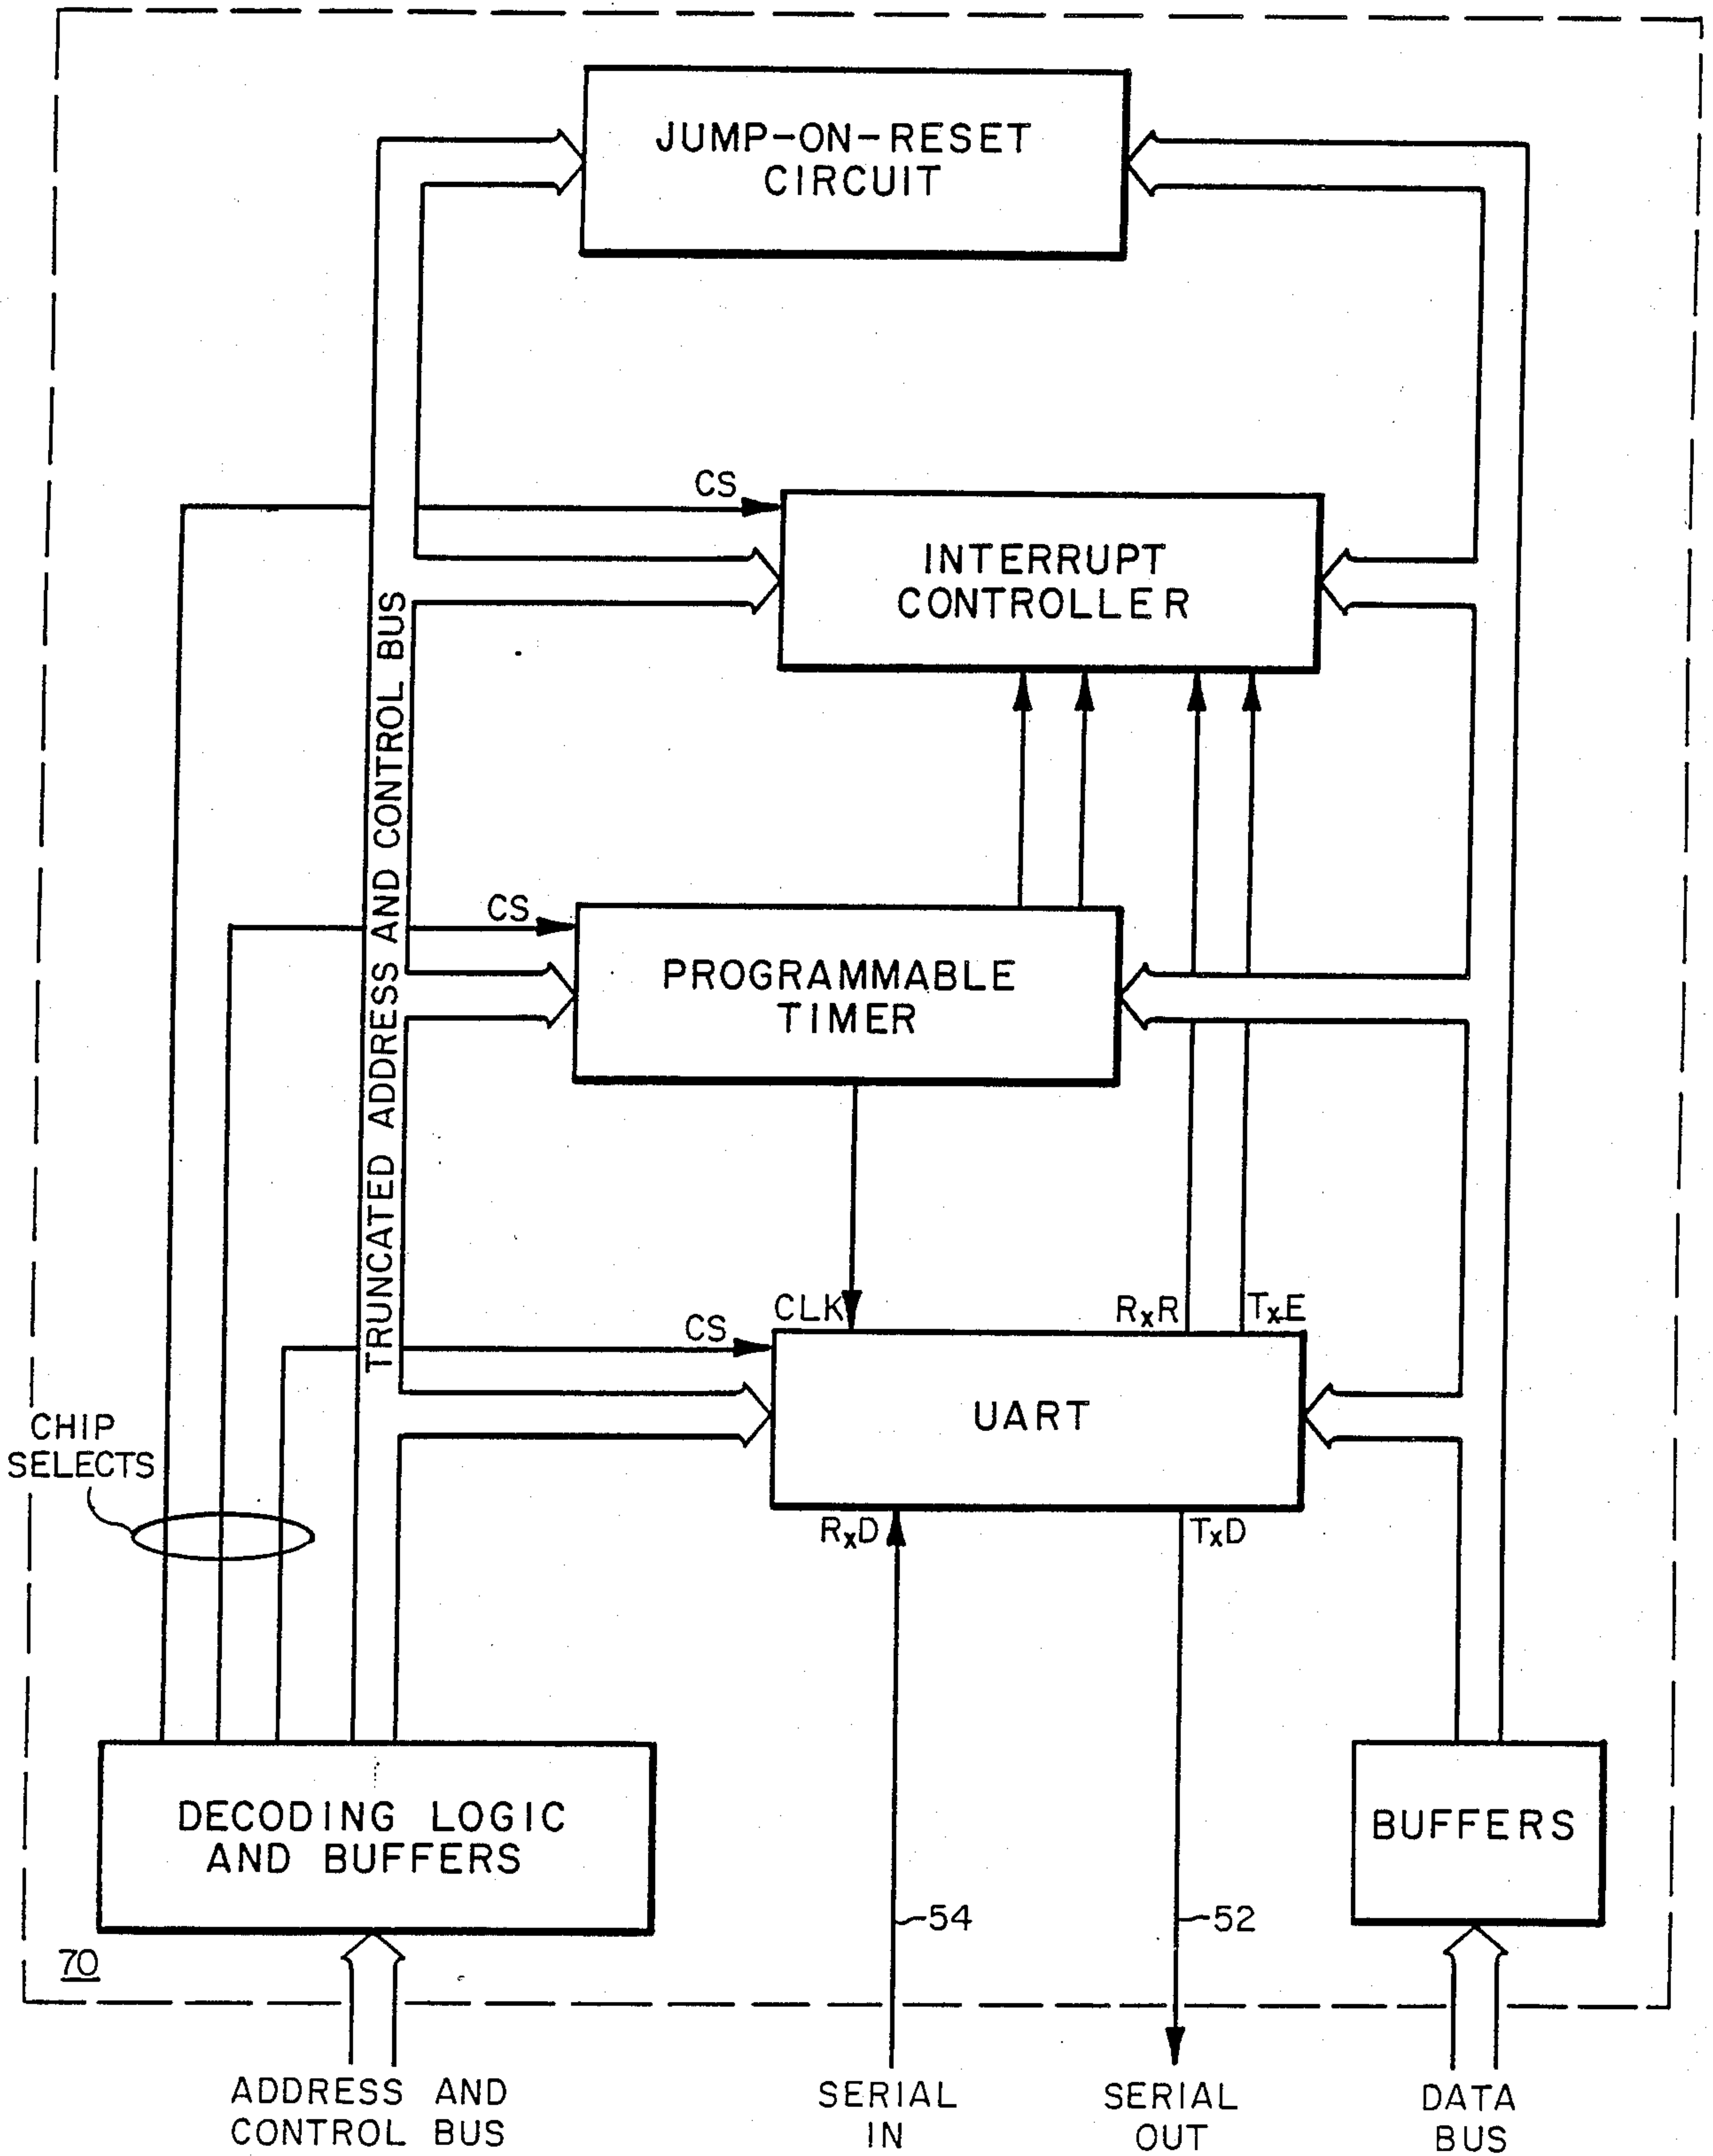 JUMP-ON-RESET
CIRCUIT
CS
INTERRUPT
CONTROLLER
TRUNCATED ADDRESS AND CONTROL BUS
CS
PROGRAMMABLE
TIMER
CLK
RxR
TxE
CS
UART
CHIP
SELECTS
RxD
TxD
DECODING LOGIC
AND BUFFERS
BUFFERS
54
52
70
ADDRESS AND
CONTROL BUS
SERIAL
IN
SERIAL
OUT
DATA
BUS